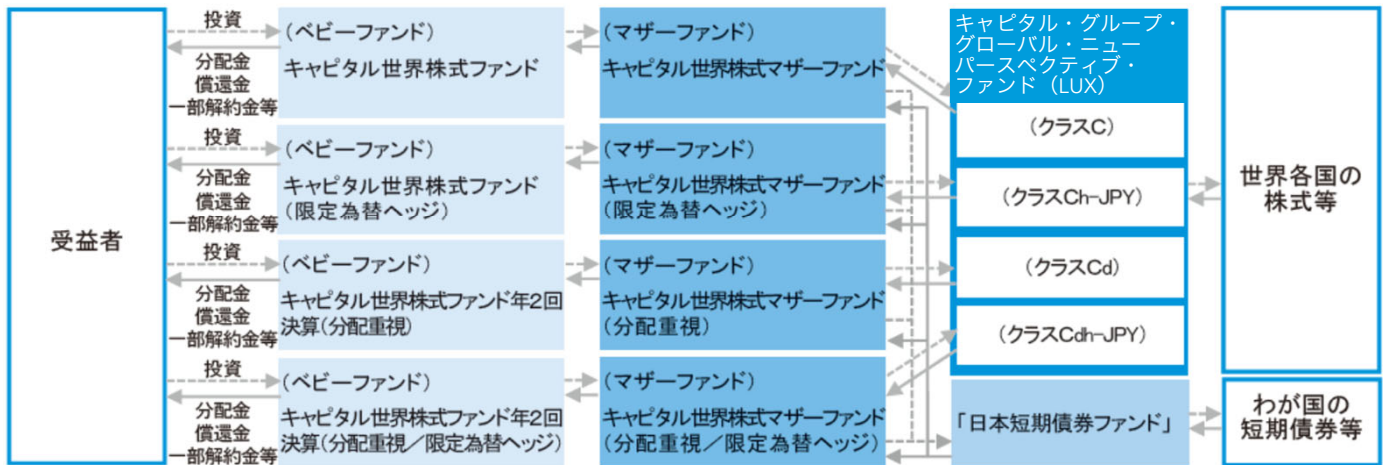 受益者
投資
分配金
償還金
一部解約金等
(ベビーファンド)
キャピタル世界株式ファンド
(マザーファンド)
キャピタル世界株式マザーファンド
投資
分配金
償還金
一部解約金等
(ベビーファンド)
キャピタル世界株式ファンド
(限定為替ヘッジ)
(マザーファンド)
キャピタル世界株式マザーファンド
(限定為替ヘッジ)
投資
分配金
償還金
一部解約金等
(ベビーファンド)
キャピタル世界株式ファンド年2回
決算(分配重視)
(マザーファンド)
キャピタル世界株式マザーファンド
(分配重視)
投資
分配金
償還金
一部解約金等
(ベビーファンド)
キャピタル世界株式ファンド年2回
決算(分配重視/限定為替ヘッジ)
(マザーファンド)
キャピタル世界株式マザーファンド
(分配重視/限定為替ヘッジ)
キャピタル・グループ・
グローバル・ニュー
パースペクティブ・
ファンド(LUX)
(クラスC)
(クラスCh-JPY)
(クラスCd)
(クラスCdh-JPY)
「日本短期債券ファンド」
世界各国の
株式等
わが国の
短期債券等